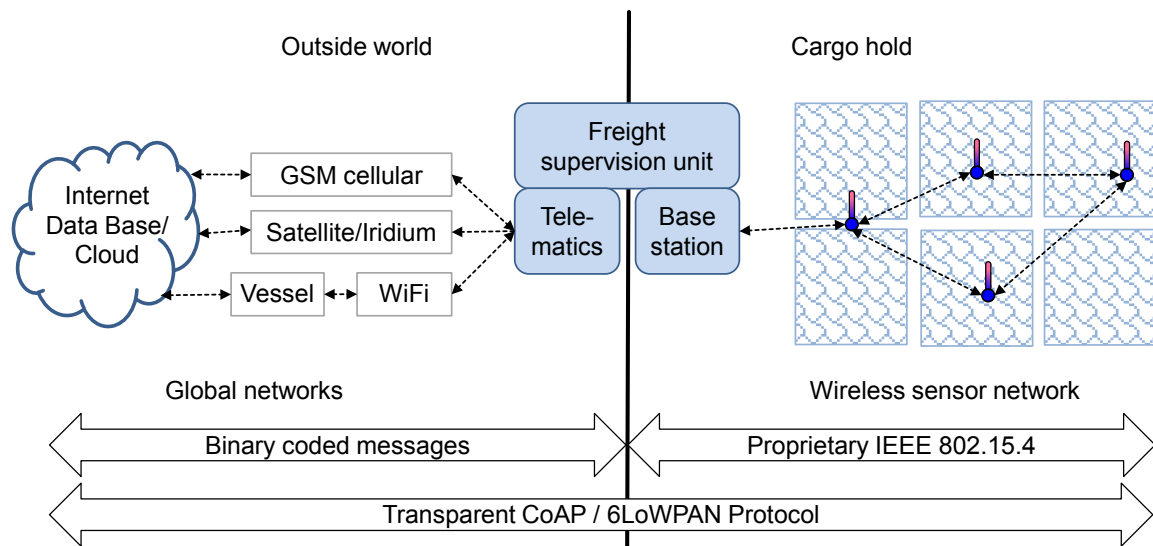 Outside world
Cargo hold
Freight
supervision unit
Tele-
matics
Base
station
Internet
Data Base/
Cloud
GSM cellular
Satellite/Iridium
Vessel
WiFi
Global networks
Wireless sensor network
Binary coded messages
Proprietary IEEE 802.15.4
Transparent CoAP / 6LoWPAN Protocol